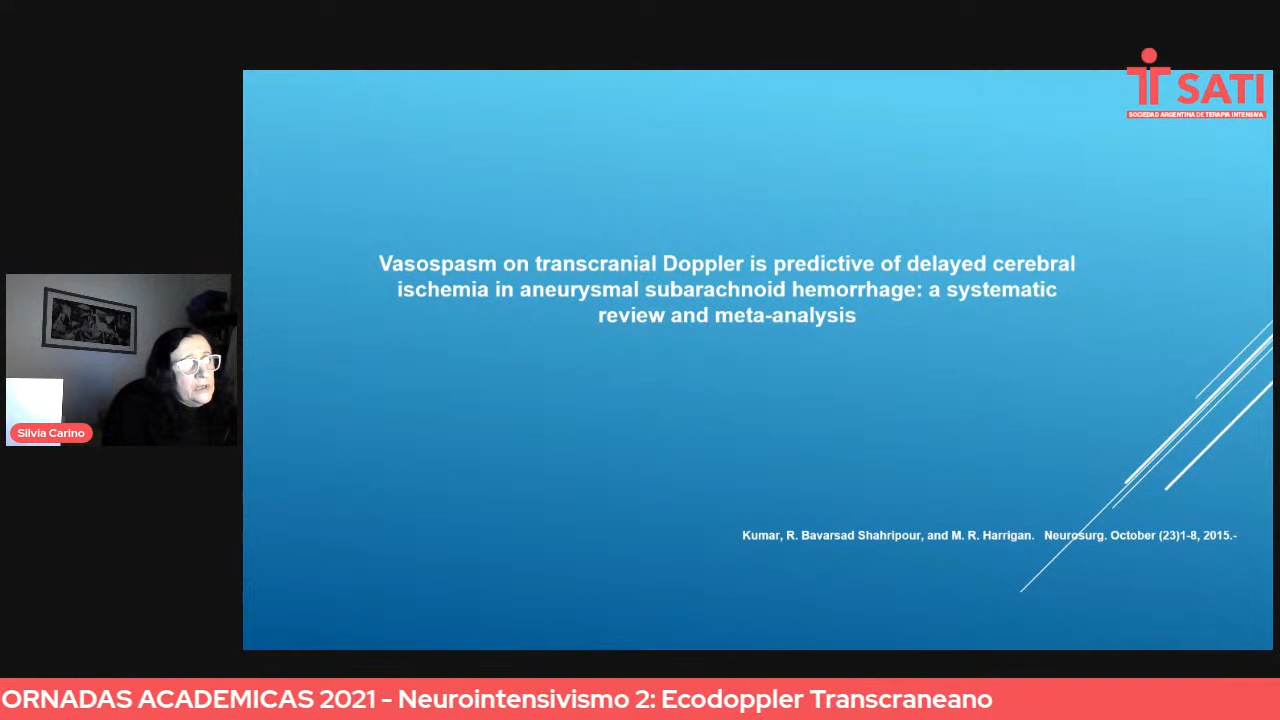 SATI
SOCIEDAD ARGENTINA DE TERAPIA INTENSIVA
Vasospasm on transcranial Doppler is predictive of delayed cerebral
ischemia in aneurysmal subarachnoid hemorrhage: a systematic
review and meta-analysis
Silvia Carino
Kumar, R. Bavarsad Shahripour, and M. R. Harrigan. Neurosurg. October (23)1-8, 2015.-
ORNADAS ACADEMICAS 2021 - Neurointensivismo 2: Ecodoppler Transcraneano